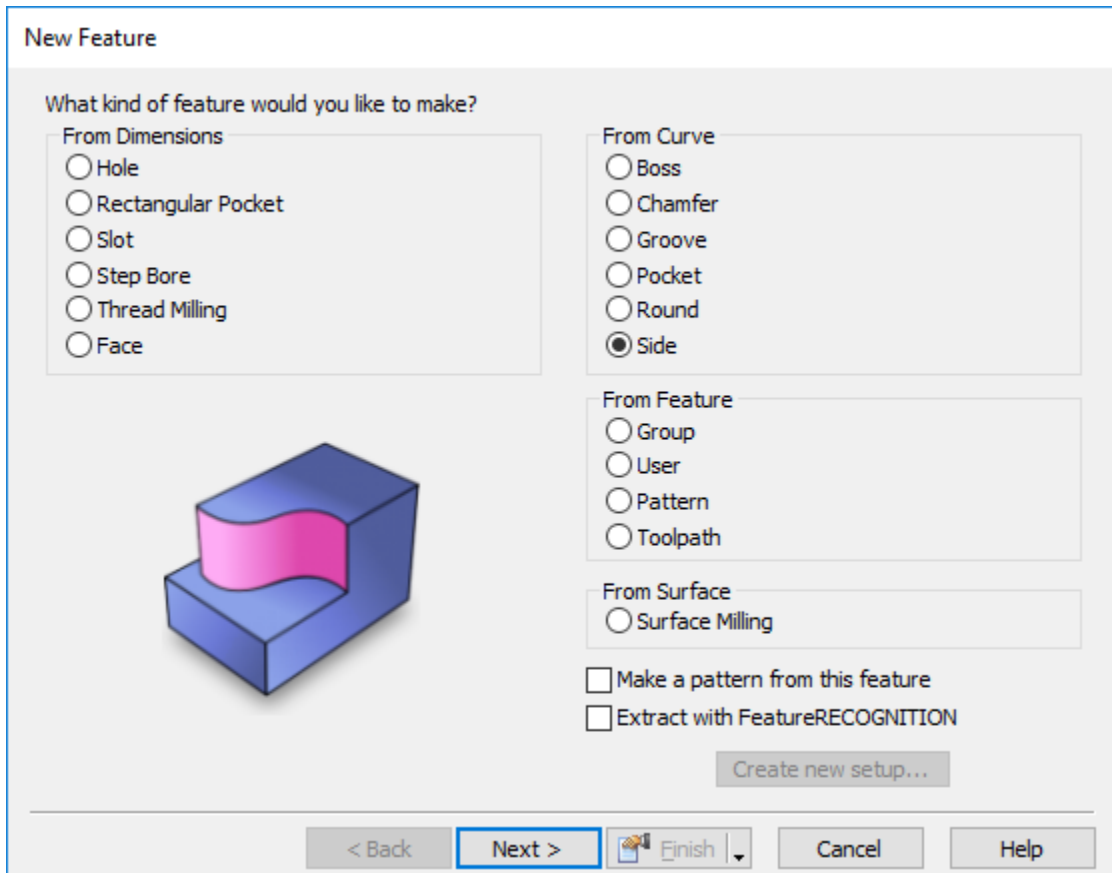 New Feature
What kind of feature would you like to make?
From Dimensions
Hole
Rectangular Pocket
Slot
Step Bore
Thread Milling
Face
From Curve
Boss
Chamfer
Groove
Pocket
Round
Side
From Feature
Group
User
Pattern
Toolpath
From Surface
Surface Milling
Make a pattern from this feature
Extract with FeatureRECOGNITION
Create new setup...
< Back
Next >
Finish
Cancel
Help